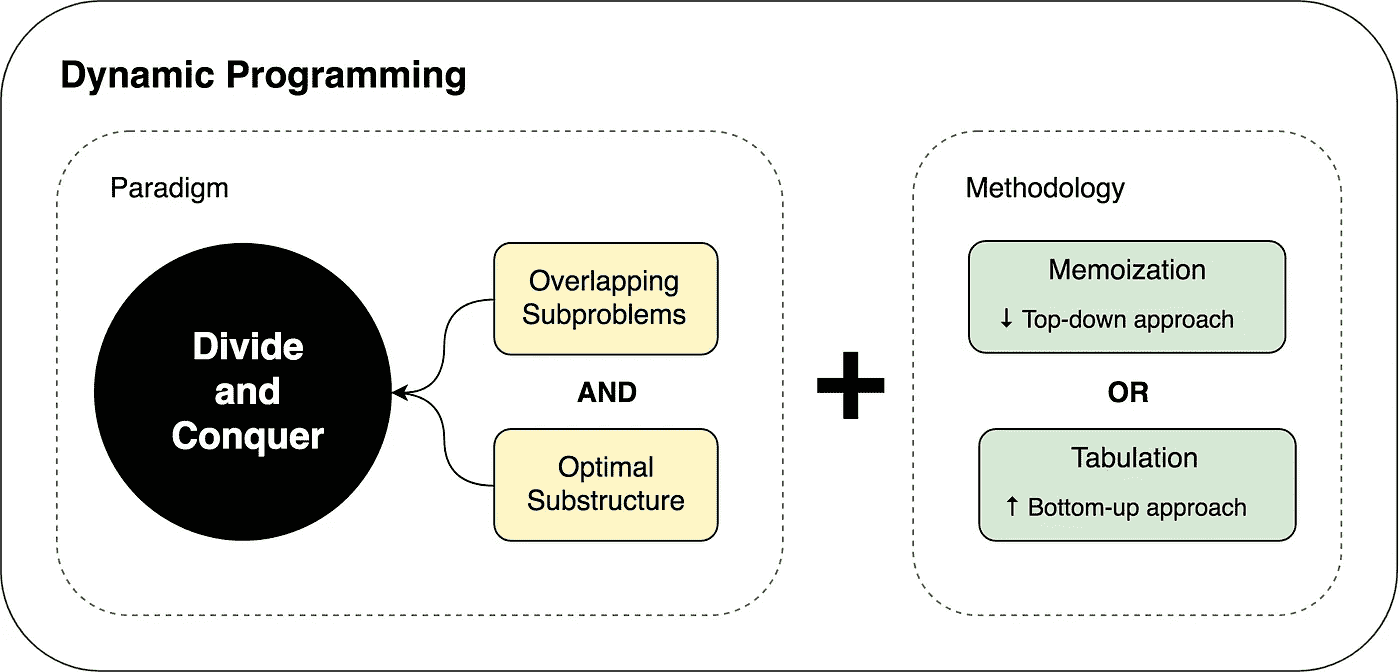 Dynamic Programming
Paradigm
Divide
and
Conquer
Overlapping
Subproblems
AND
Optimal
Substructure
+
Methodology
Memoization
↓ Top-down approach
OR
Tabulation
↑ Bottom-up approach